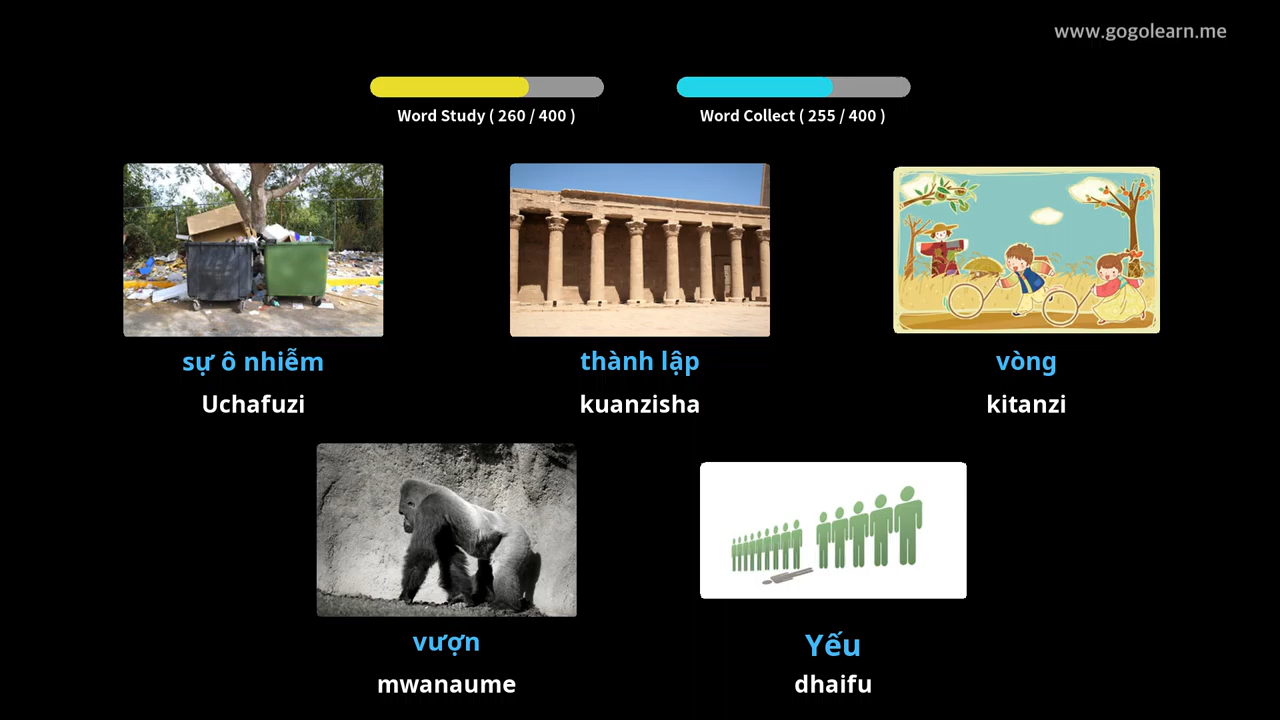 www.gogolearn.me
Word Study ( 260 / 400 )
Word Collect ( 255 / 400 )
sự ô nhiễm
thành lập
vòng
Uchafuzi
kuanzisha
kitanzi
vượn
Yếu
mwanaume
dhaifu